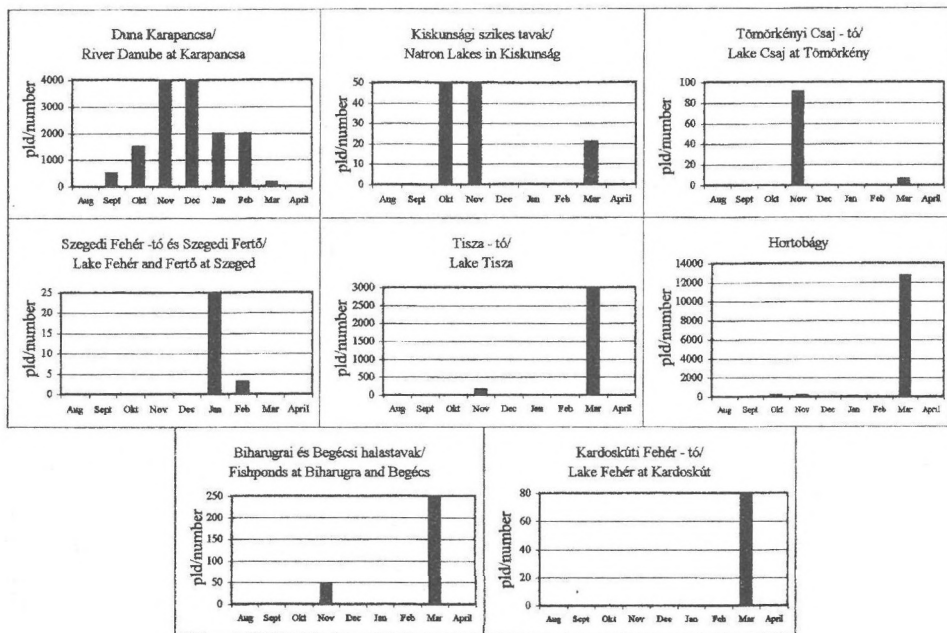 Duna Karapancsa/
River Danube at Karapancsa
pld/number
4000
3000
2000
1000
0
Aug Sept Okt Nov Dec Jan Feb Mar April
Kiskunsági szikes tavak/
Natron Lakes in Kiskunság
pld/number
50
40
30
20
10
0
Aug Sept Okt Nov Dec Jan Feb Mar April
Tömörkényi Csaj - tó/
Lake Csaj at Tömörkény
pld/number
100
80
60
40
20
0
Aug Sept Okt Nov Dec Jan Feb Mar April
Szegedi Fehér -tó és Szegedi Fertő/
Lake Fehér and Fertő at Szeged
pld/number
25
20
15
10
5
0
Aug Sept Okt Nov Dec Jan Feb Mar April
Tisza - tó/
Lake Tisza
pld/number
3000
2500
2000
1500
1000
500
0
Aug Sept Okt Nov Dec Jan Feb Mar April
Hortobágy
pld/number
14000
12000
10000
8000
6000
4000
2000
0
Aug Sept Okt Nov Dec Jan Feb Mar April
Biharugrai és Begécsi halastavak/
Fishponds at Biharugra and Begécs
pld/number
250
200
150
100
50
0
Aug Sept Okt Nov Dec Jan Feb Mar April
Kardoskúti Fehér - tó/
Lake Fehér at Kardoskút
pld/number
80
60
40
20
0
Aug Sept Okt Nov Dec Jan Feb Mar April